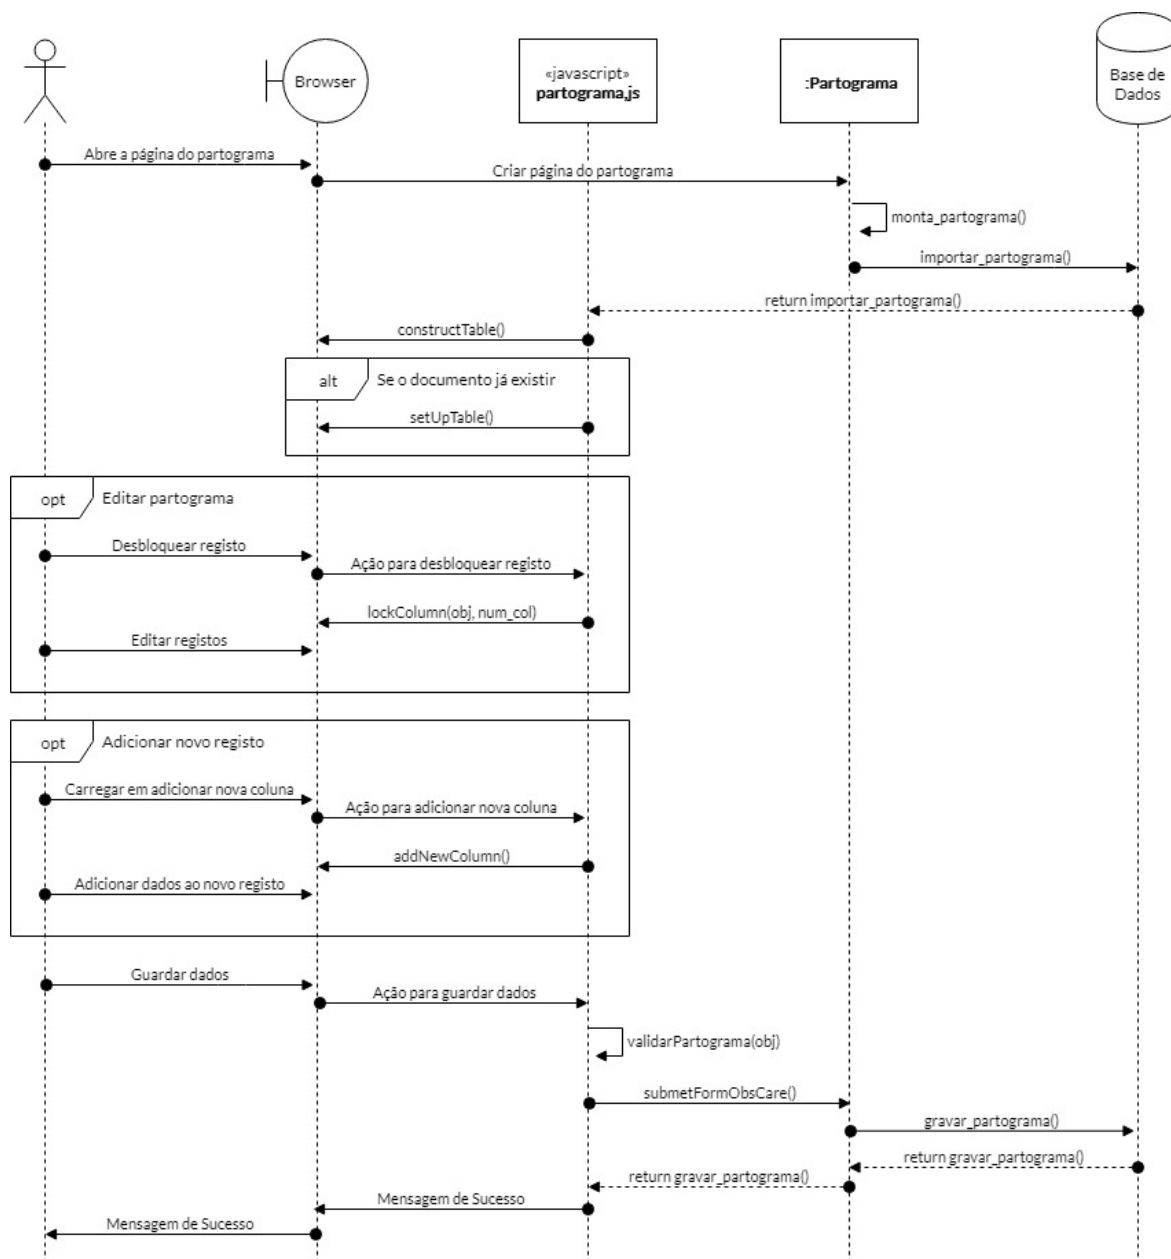 Browser
«javascript»
partograma.js
:Partograma
Base de
Dados
Abre a página do partograma
Criar página do partograma
monta_partograma()
importar_partograma()
return importar_partograma()
constructTable()
alt
Se o documento já existir
setUpTable()
opt
Editar partograma
Desbloquear registo
Ação para desbloquear registo
lockColumn(obj, num_col)
Editar registos
opt
Adicionar novo registo
Carregar em adicionar nova coluna
Ação para adicionar nova coluna
addNewColumn()
Adicionar dados ao novo registo
Guardar dados
Ação para guardar dados
validarPartograma(obj)
submetFormObsCare()
gravar_partograma()
return gravar_partograma()
return gravar_partograma()
Mensagem de Sucesso
Mensagem de Sucesso